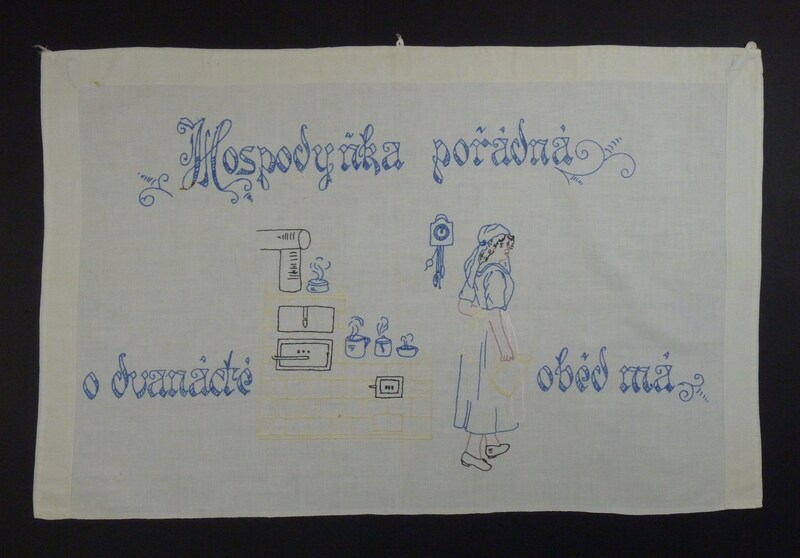 Hospodyňka pořádná
o dvanácté oběd má